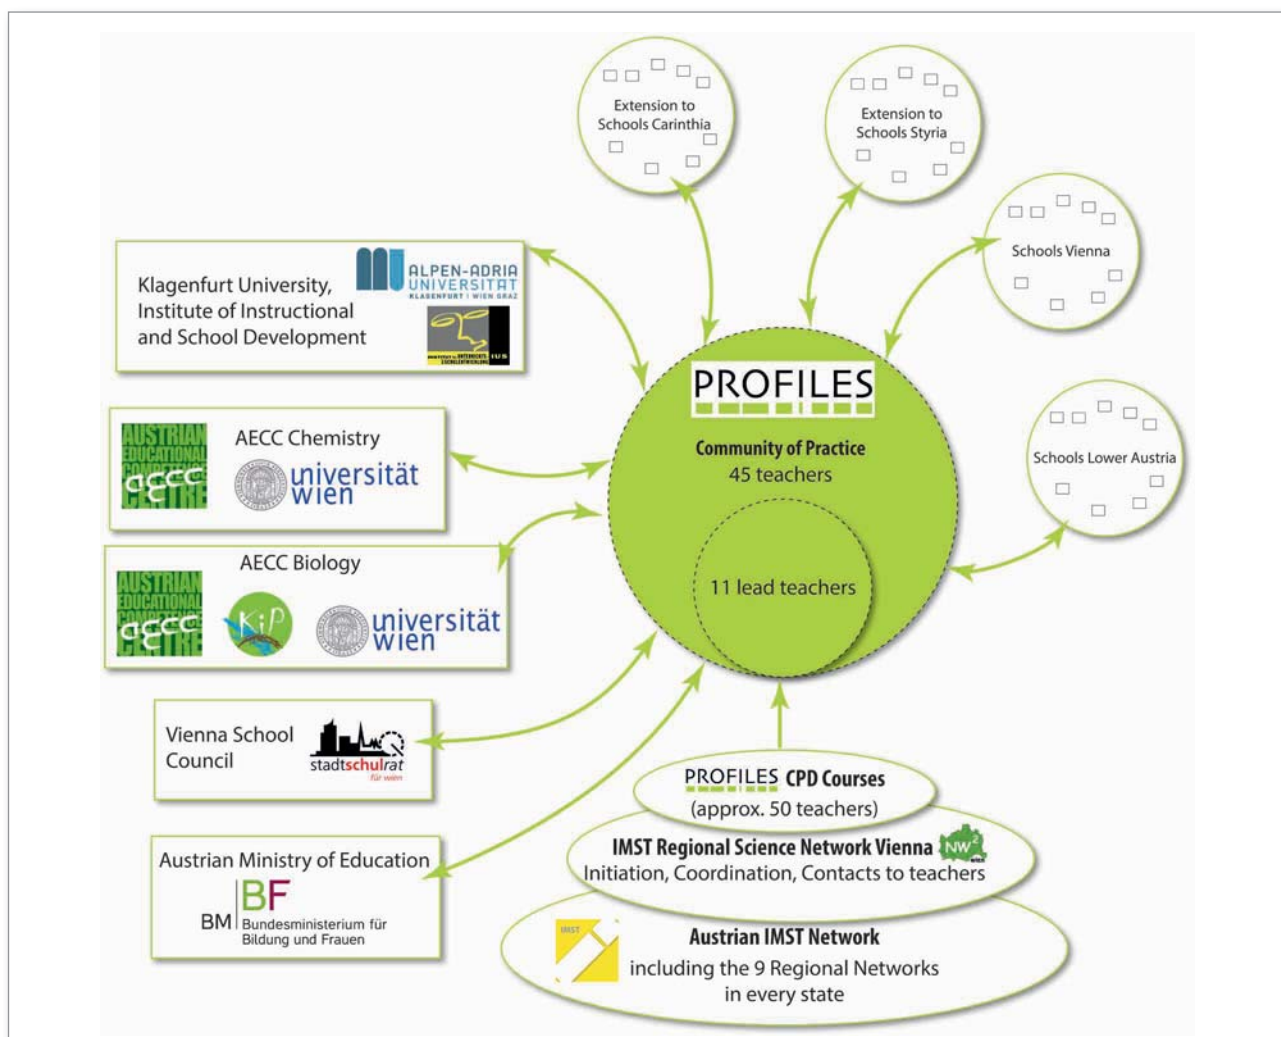 Extension to
Schools Carinthia
Extension to
Schools Styria
Schools Vienna
Schools Lower Austria
Klagenfurt University,
Institute of Instructional
and School Development
ALPEN-ADRIA
UNIVERSITÄT
KLAGENFURT | WIEN GRAZ
IUS
PROFILES
Community of Practice
45 teachers
11 lead teachers
AECC Chemistry
AUSTRIAN
EDUCATIONAL
COMPETENCE
CENTRE
aecc
universität
wien
AECC Biology
AUSTRIAN
EDUCATIONAL
COMPETENCE
CENTRE
aecc
KiP
universität
wien
Vienna School
Council
stadtschulrat
für wien
Austrian Ministry of Education
BM BF
Bundesministerium für
Bildung und Frauen
PROFILES CPD Courses
(approx. 50 teachers)
IMST Regional Science Network Vienna
NW2
wien
Initiation, Coordination, Contacts to teachers
IMST
Austrian IMST Network
including the 9 Regional Networks
in every state